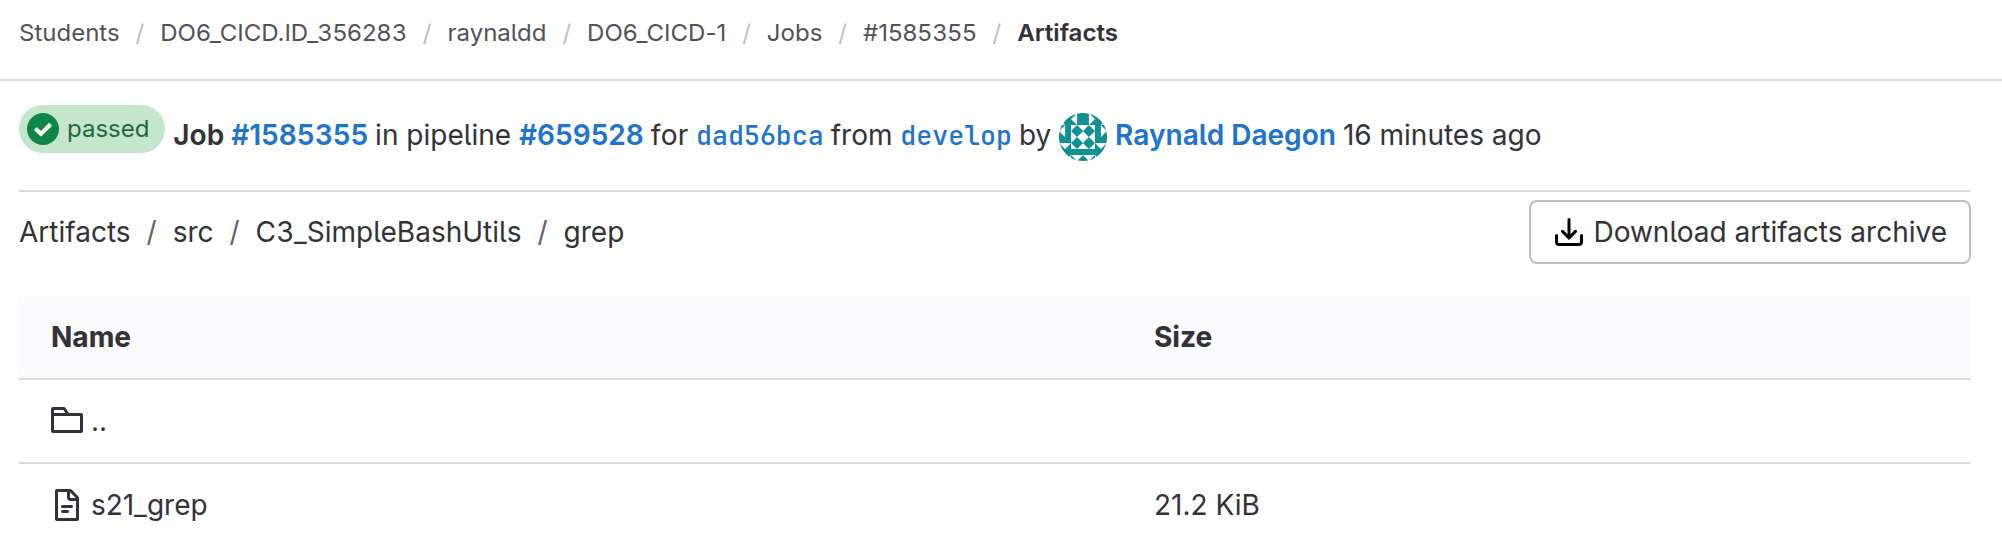 Students / DO6_CICD.ID_356283 / raynaldd / DO6_CICD-1 / Jobs / #1585355 / Artifacts
passed Job #1585355 in pipeline #659528 for dad56bca from develop by Raynald Daegon 16 minutes ago
Artifacts / src / C3_SimpleBashUtils / grep Download artifacts archive
Name Size
..
s21_grep 21.2 KiB